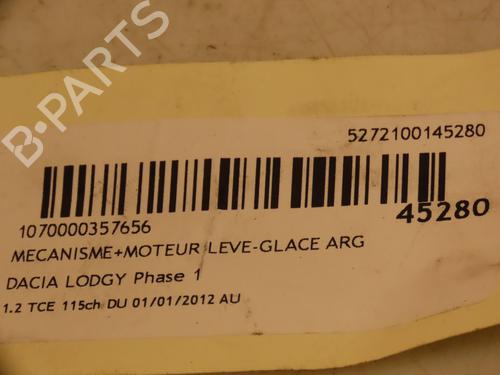 5272100145280
1070000357656
45280
MECANISME+MOTEUR LEVE-GLACE ARG
DACIA LODGY Phase 1
1.2 TCE 115ch DU 01/01/2012 AU
B-PARTS